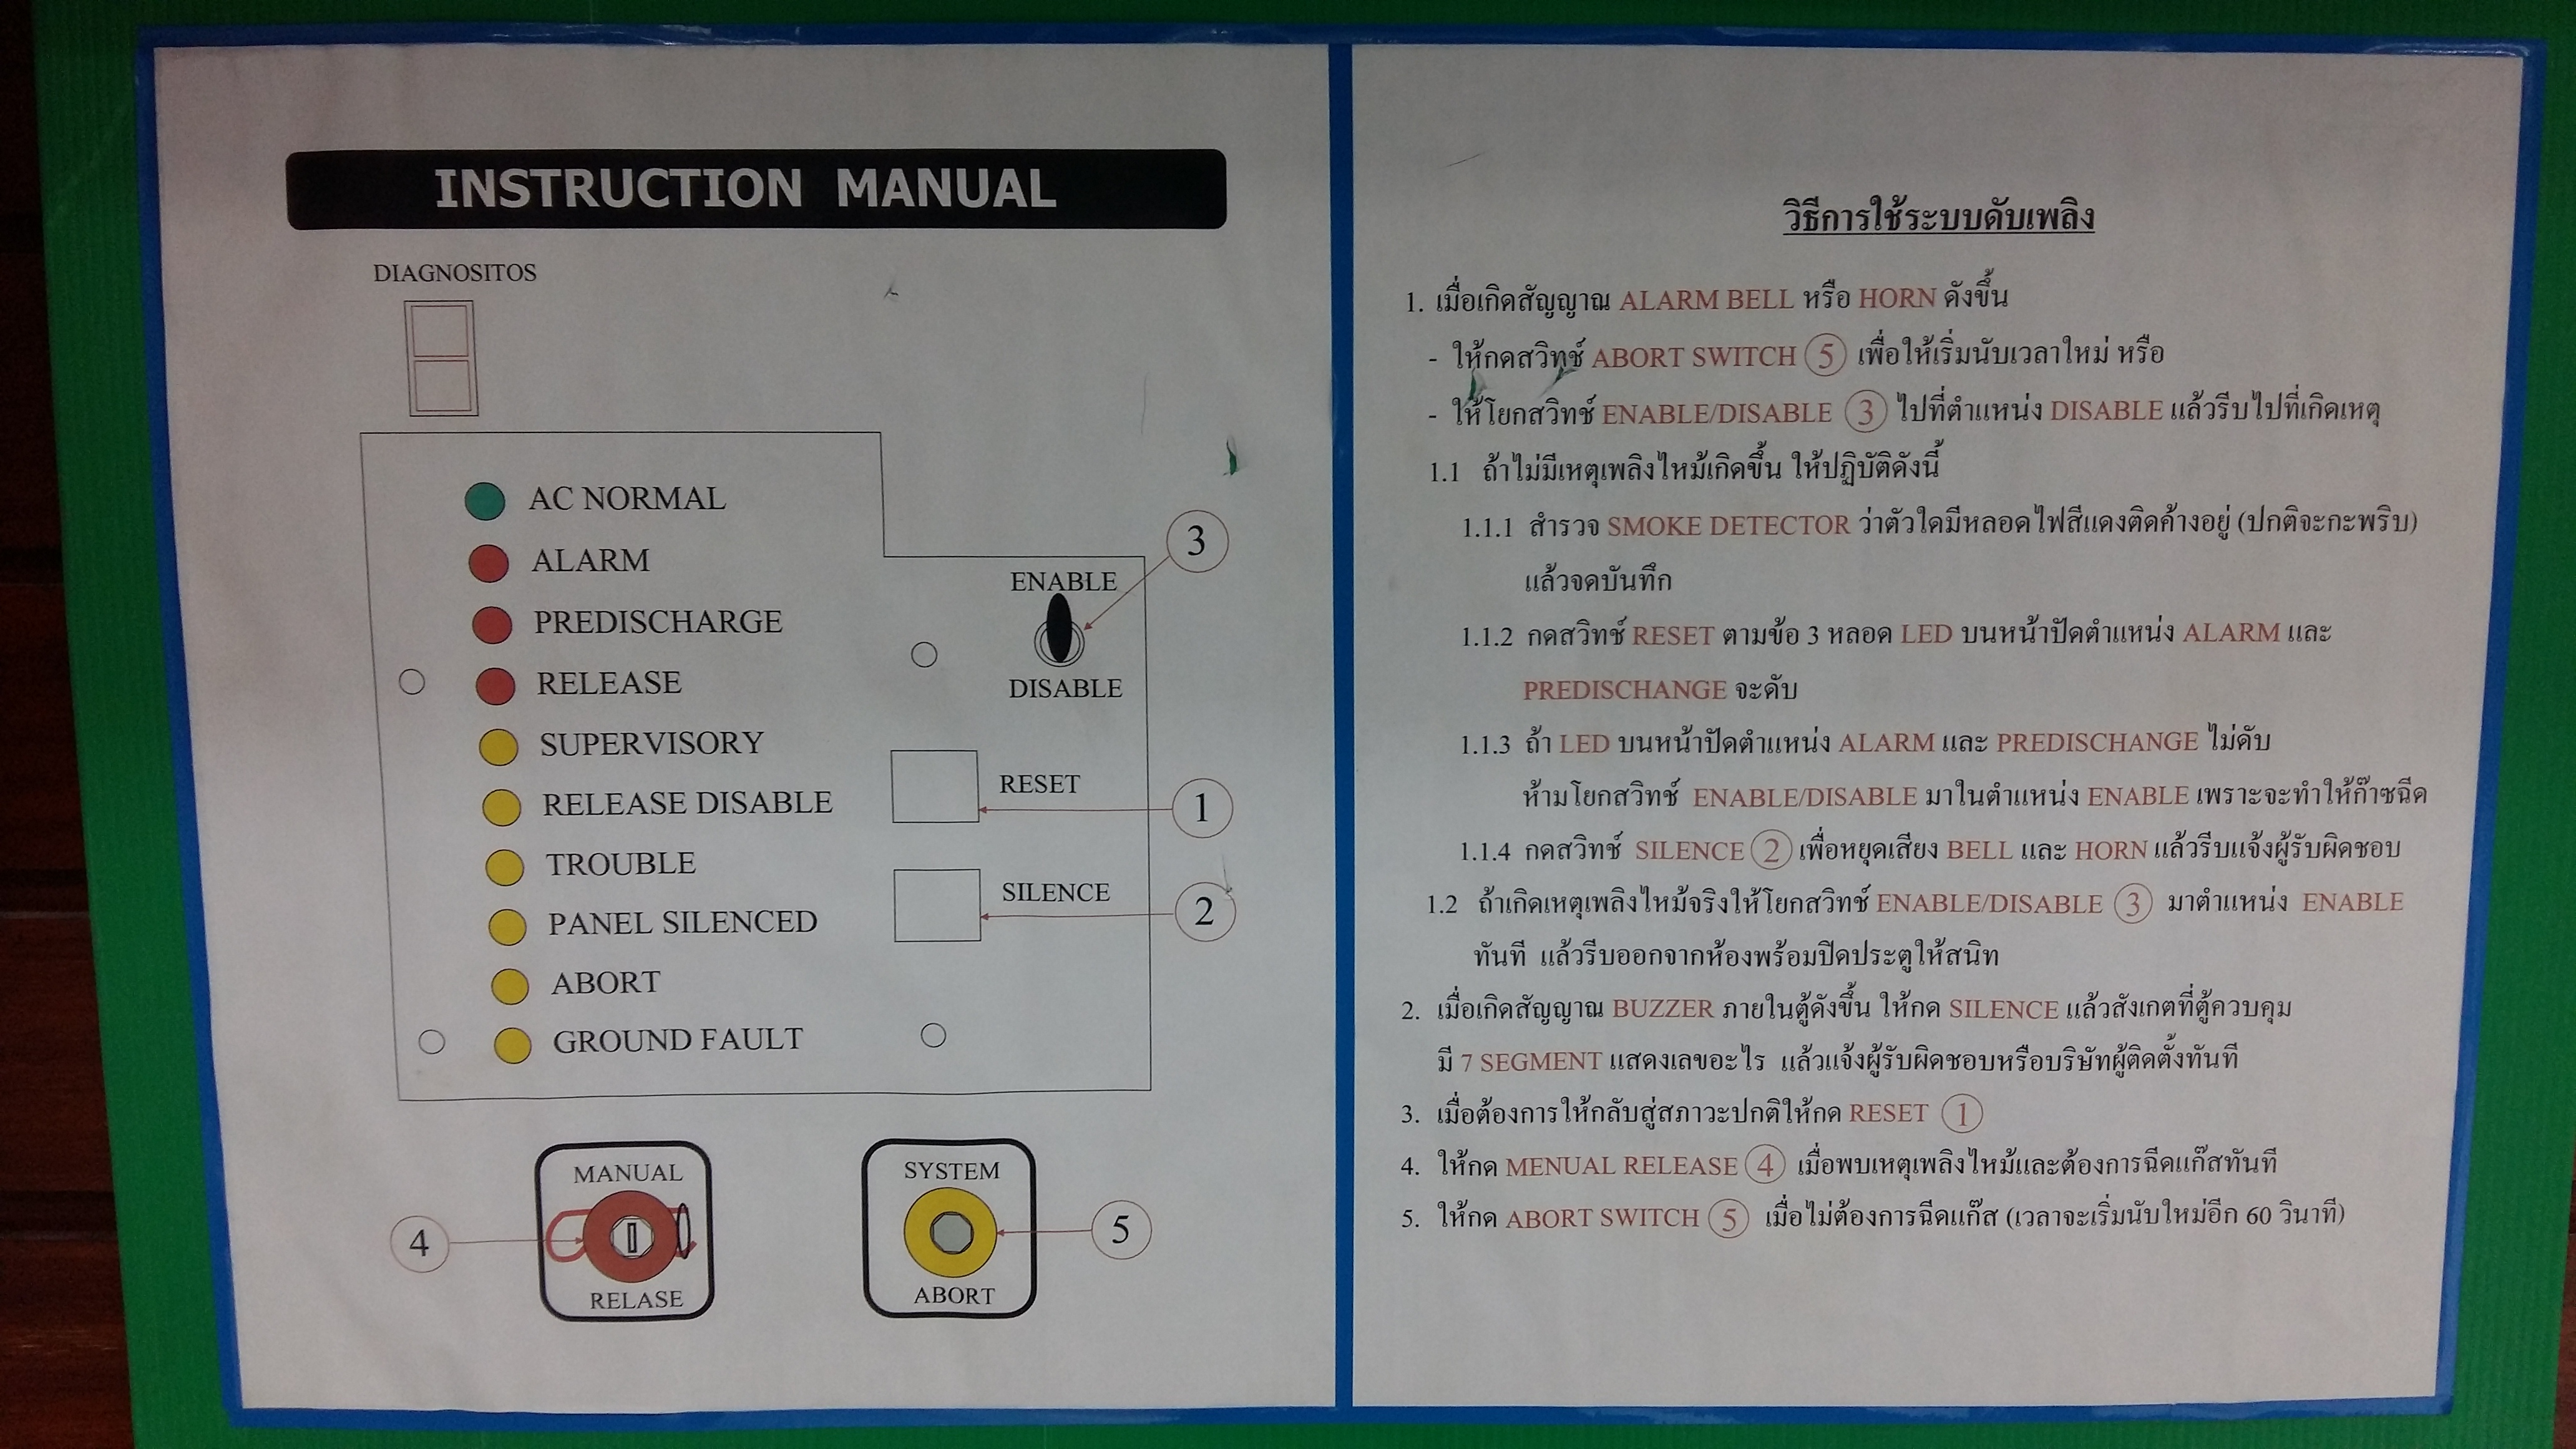 INSTRUCTION MANUAL
DIAGNOSITOS
AC NORMAL
ALARM
PREDISCHARGE
RELEASE
SUPERVISORY
RELEASE DISABLE
TROUBLE
PANEL SILENCED
ABORT
GROUND FAULT
3
ENABLE
DISABLE
RESET
1
SILENCE
2
MANUAL
4
RELASE
SYSTEM
5
ABORT
วิธีการใช้ระบบดับเพลิง
1. เมื่อเกิดสัญญาณ ALARM BELL หรือ HORN ดังขึ้น
- ให้กดสวิทช์ ABORT SWITCH 5 เพื่อให้เริ่มนับเวลาใหม่ หรือ
- ให้โยกสวิทช์ ENABLE/DISABLE 3 ไปที่ตำแหน่ง DISABLE แล้วรีบไปที่เกิดเหตุ
1.1 ถ้าไม่มีเหตุเพลิงไหม้เกิดขึ้น ให้ปฏิบัติดังนี้
1.1.1 สำรวจ SMOKE DETECTOR ว่าตัวใดมีหลอดไฟสีแดงติดค้างอยู่ (ปกติจะกะพริบ)
แล้วจดบันทึก
1.1.2 กดสวิทช์ RESET ตามข้อ 3 หลอด LED บนหน้าปัดตำแหน่ง ALARM และ
PREDISCHANGE จะดับ
1.1.3 ถ้า LED บนหน้าปัดตำแหน่ง ALARM และ PREDISCHANGE ไม่ดับ
ห้ามโยกสวิทช์ ENABLE/DISABLE มาในตำแหน่ง ENABLE เพราะจะทำให้ก๊าซฉีด
1.1.4 กดสวิทช์ SILENCE 2 เพื่อหยุดเสียง BELL และ HORN แล้วรีบแจ้งผู้รับผิดชอบ
1.2 ถ้าเกิดเหตุเพลิงไหม้จริงให้โยกสวิทช์ ENABLE/DISABLE 3 มาตำแหน่ง ENABLE
ทันที แล้วรีบออกจากห้องพร้อมปิดประตูให้สนิท
2. เมื่อเกิดสัญญาณ BUZZER ภายในตู้ดังขึ้น ให้กด SILENCE แล้วสังเกตที่ตู้ควบคุม
มี 7 SEGMENT แสดงเลขอะไร แล้วแจ้งผู้รับผิดชอบหรือบริษัทผู้ติดตั้งทันที
3. เมื่อต้องการให้กลับสู่สภาวะปกติให้กด RESET 1
4. ให้กด MENUAL RELEASE 4 เมื่อพบเหตุเพลิงไหม้และต้องการฉีดแก๊สทันที
5. ให้กด ABORT SWITCH 5 เมื่อไม่ต้องการฉีดแก๊ส (เวลาจะเริ่มนับใหม่อีก 60 วินาที)